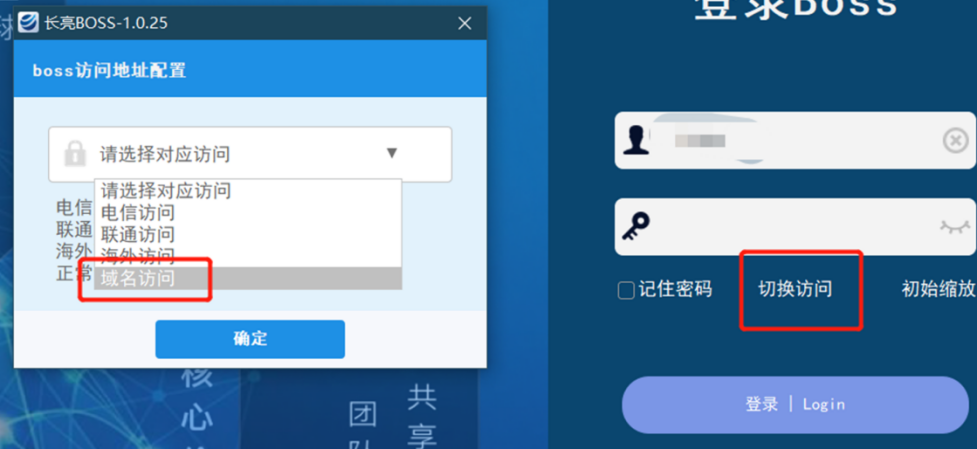 长亮BOSS-1.0.25
boss访问地址配置
请选择对应访问
请选择对应访问
电信访问
联通访问
海外访问
域名访问
电信
联通
海外
正常
确定
核
心
团
队
共
享
登录Boss
记住密码
切换访问
初始缩放
登录 | Login